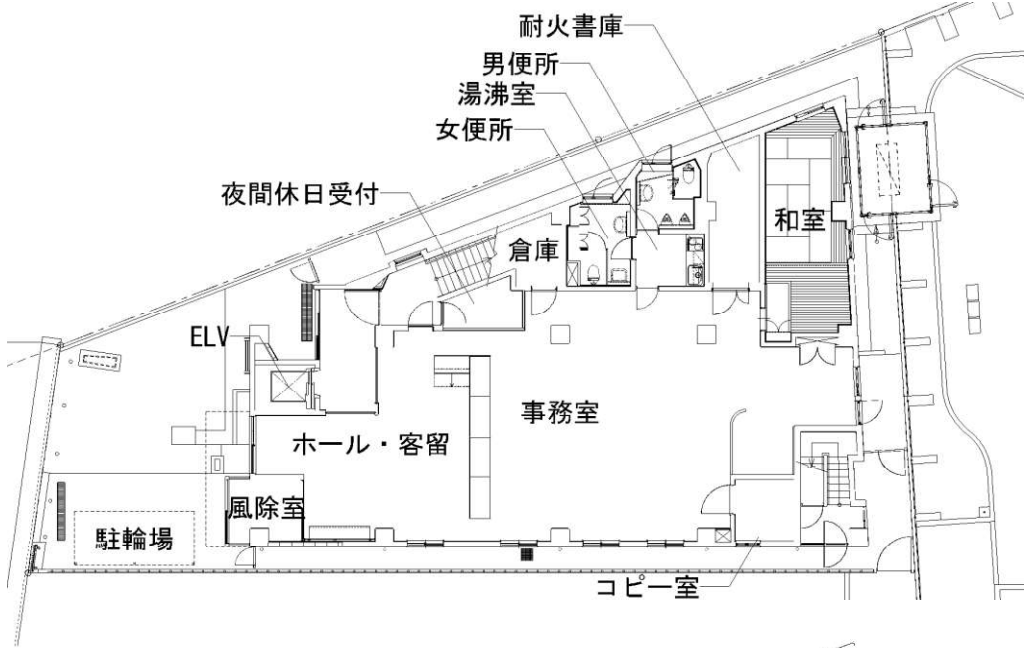 耐火書庫
男便所
湯沸室
女便所
夜間休日受付
倉庫
和室
ELV
事務室
ホール・客留
風除室
駐輪場
コピー室